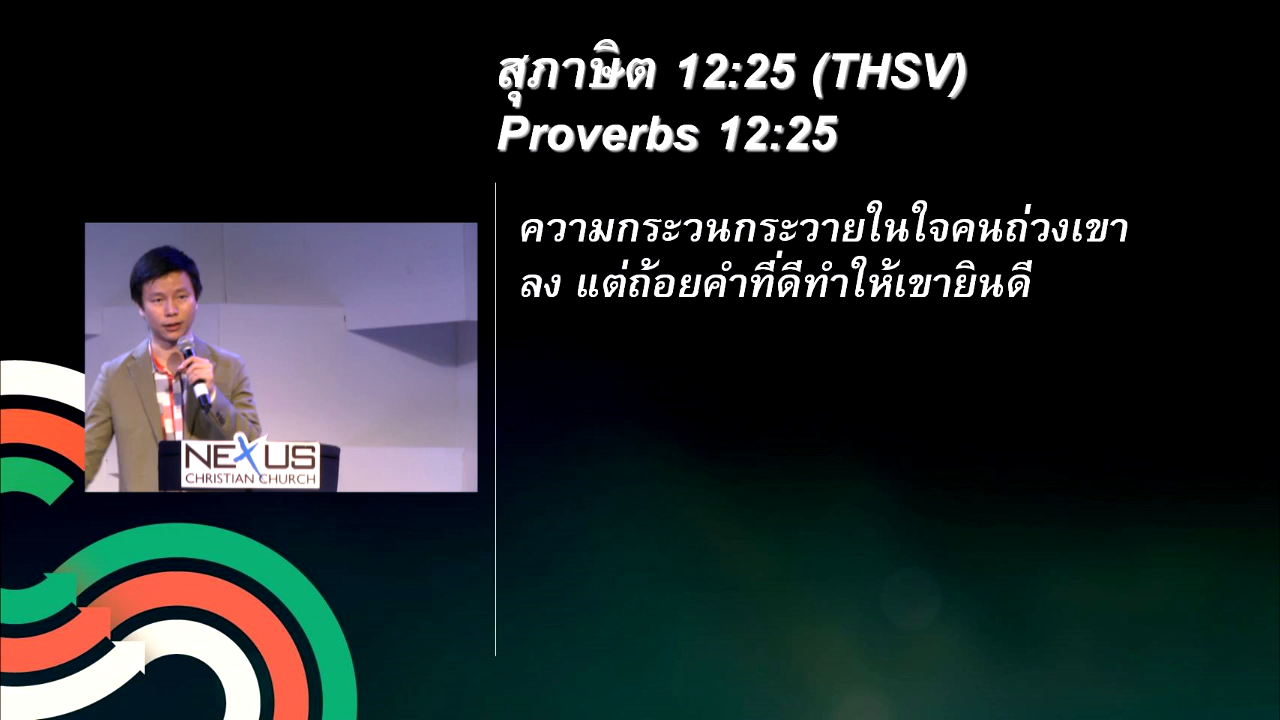 สุภาษิต 12:25 (THSV)
Proverbs 12:25
ความกระวนกระวายในใจคนถ่วงเขา
ลง แต่ถ้อยคำที่ดีทำให้เขายินดี
NEXUS
CHRISTIAN CHURCH